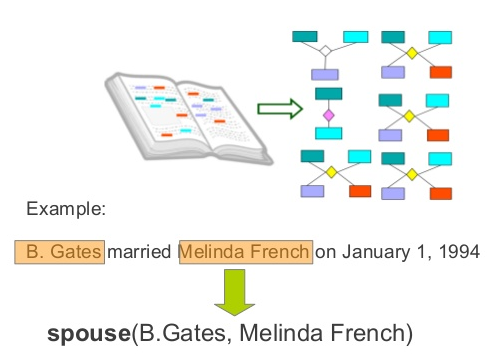 Example:
B. Gates married Melinda French on January 1, 1994
spouse(B.Gates, Melinda French)